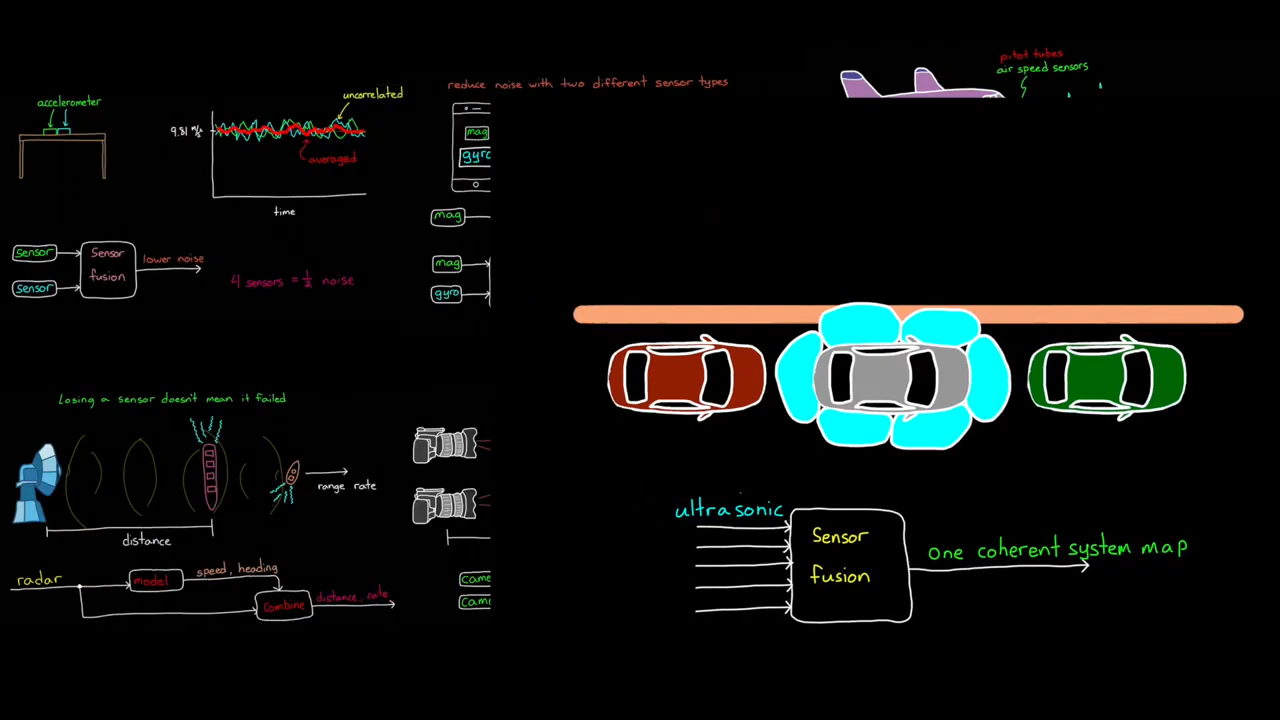 accelerometer
9.81 m/s²
uncorrelated
averaged
time
sensor
sensor
Sensor
fusion
lower noise
4 sensors = 1/2 noise
reduce noise with two different sensor types
mag
gyro
mag
mag
gyro
pitot tubes
air speed sensors
Losing a sensor doesn't mean it failed
distance
range rate
radar
model
speed, heading
Combine
distance, rate
came
came
ultrasonic
Sensor
fusion
one coherent system map